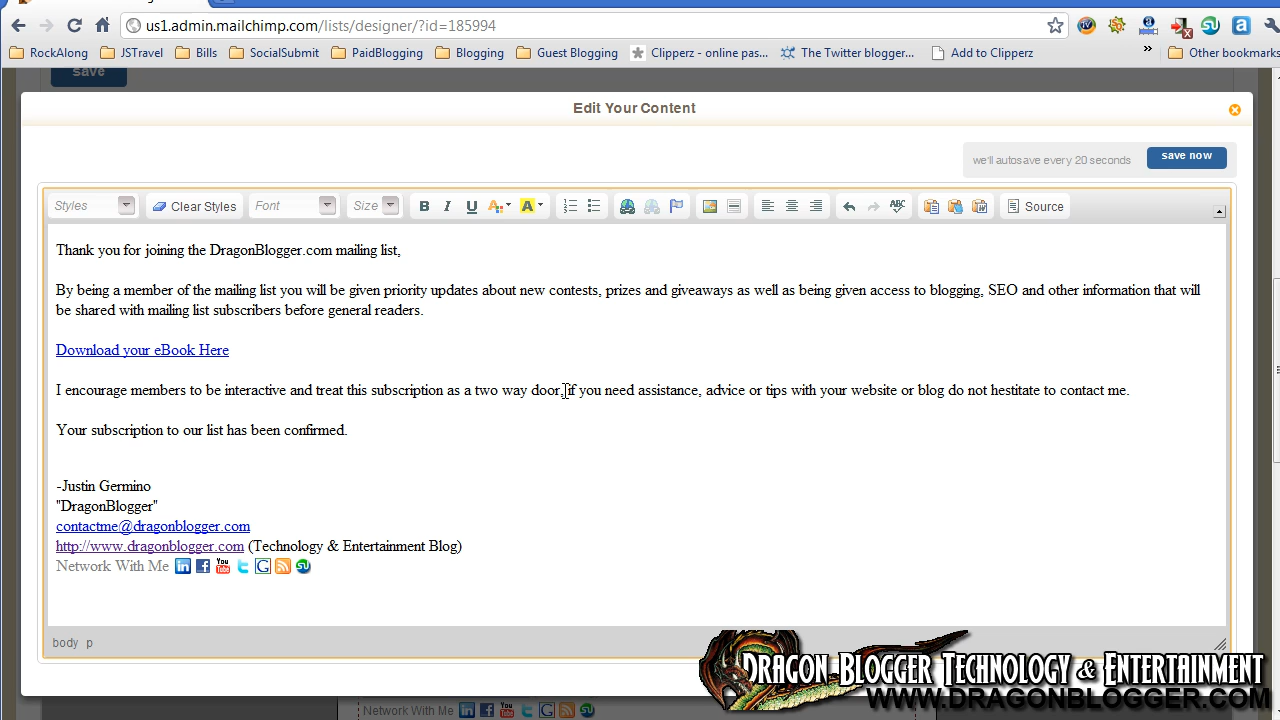 us1.admin.mailchimp.com/lists/designer/?id=185994
RockAlong JSTravel Bills SocialSubmit PaidBlogging Blogging Guest Blogging Clipperz - online pas... The Twitter blogger... Add to Clipperz » Other bookmarks
save
Edit Your Content
we'll autosave every 20 seconds save now
Styles Clear Styles Font Size B I U A A ABC Source
Thank you for joining the DragonBlogger.com mailing list,
By being a member of the mailing list you will be given priority updates about new contests, prizes and giveaways as well as being given access to blogging, SEO and other information that will
be shared with mailing list subscribers before general readers.
Download your eBook Here
I encourage members to be interactive and treat this subscription as a two way door, if you need assistance, advice or tips with your website or blog do not hestitate to contact me.
Your subscription to our list has been confirmed.
-Justin Germino
"DragonBlogger"
contactme@dragonblogger.com
http://www.dragonblogger.com (Technology & Entertainment Blog)
Network With Me
body p
Dragon Blogger Technology & Entertainment
www.dragonblogger.com
Network With Me